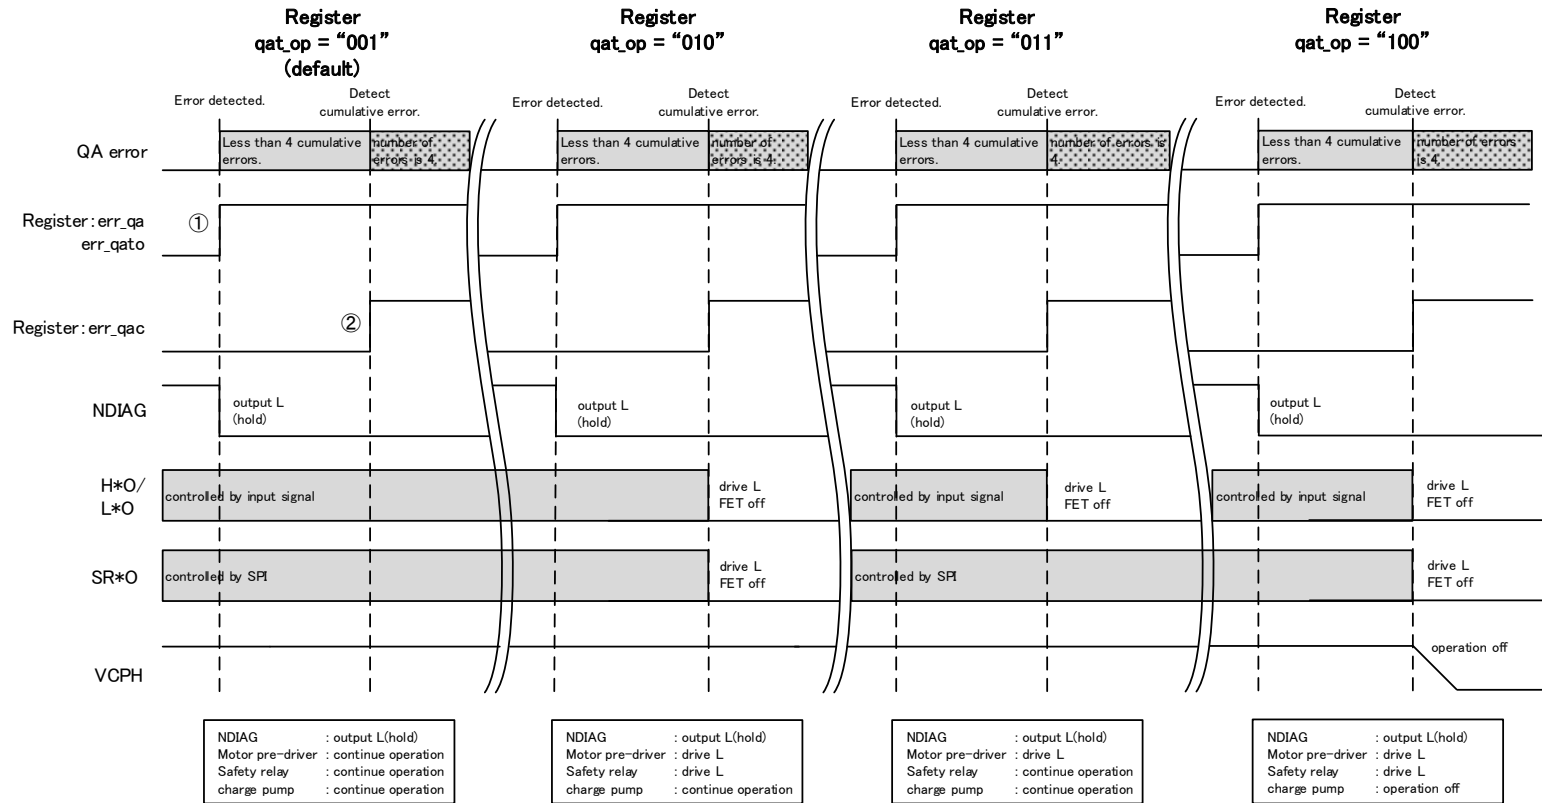 Register
qat_op = “001”
(default)
Register
qat_op = “010”
Register
qat_op = “011”
Register
qat_op = “100”
Error detected.
Detect
cumulative error.
Error detected.
Detect
cumulative error.
Error detected.
Detect
cumulative error.
Error detected.
Detect
cumulative error.
QA error
Less than 4 cumulative
errors.
number of
errors is 4.
Less than 4 cumulative
errors.
number of
errors is 4.
Less than 4 cumulative
errors.
number of errors is
4.
Less than 4 cumulative
errors.
number of errors
is 4.
Register:err_qa
err_qato
①
Register:err_qac
②
NDIAG
output L
(hold)
output L
(hold)
output L
(hold)
output L
(hold)
H*O/
L*O
controlled by input signal
drive L
FET off
controlled by input signal
drive L
FET off
controlled by input signal
drive L
FET off
SR*O
controlled by SPI
drive L
FET off
controlled by SPI
drive L
FET off
VCPH
operation off
NDIAG : output L(hold)
Motor pre-driver : continue operation
Safety relay : continue operation
charge pump : continue operation
NDIAG : output L(hold)
Motor pre-driver : drive L
Safety relay : drive L
charge pump : continue operation
NDIAG : output L(hold)
Motor pre-driver : drive L
Safety relay : continue operation
charge pump : continue operation
NDIAG : output L(hold)
Motor pre-driver : drive L
Safety relay : drive L
charge pump : operation off